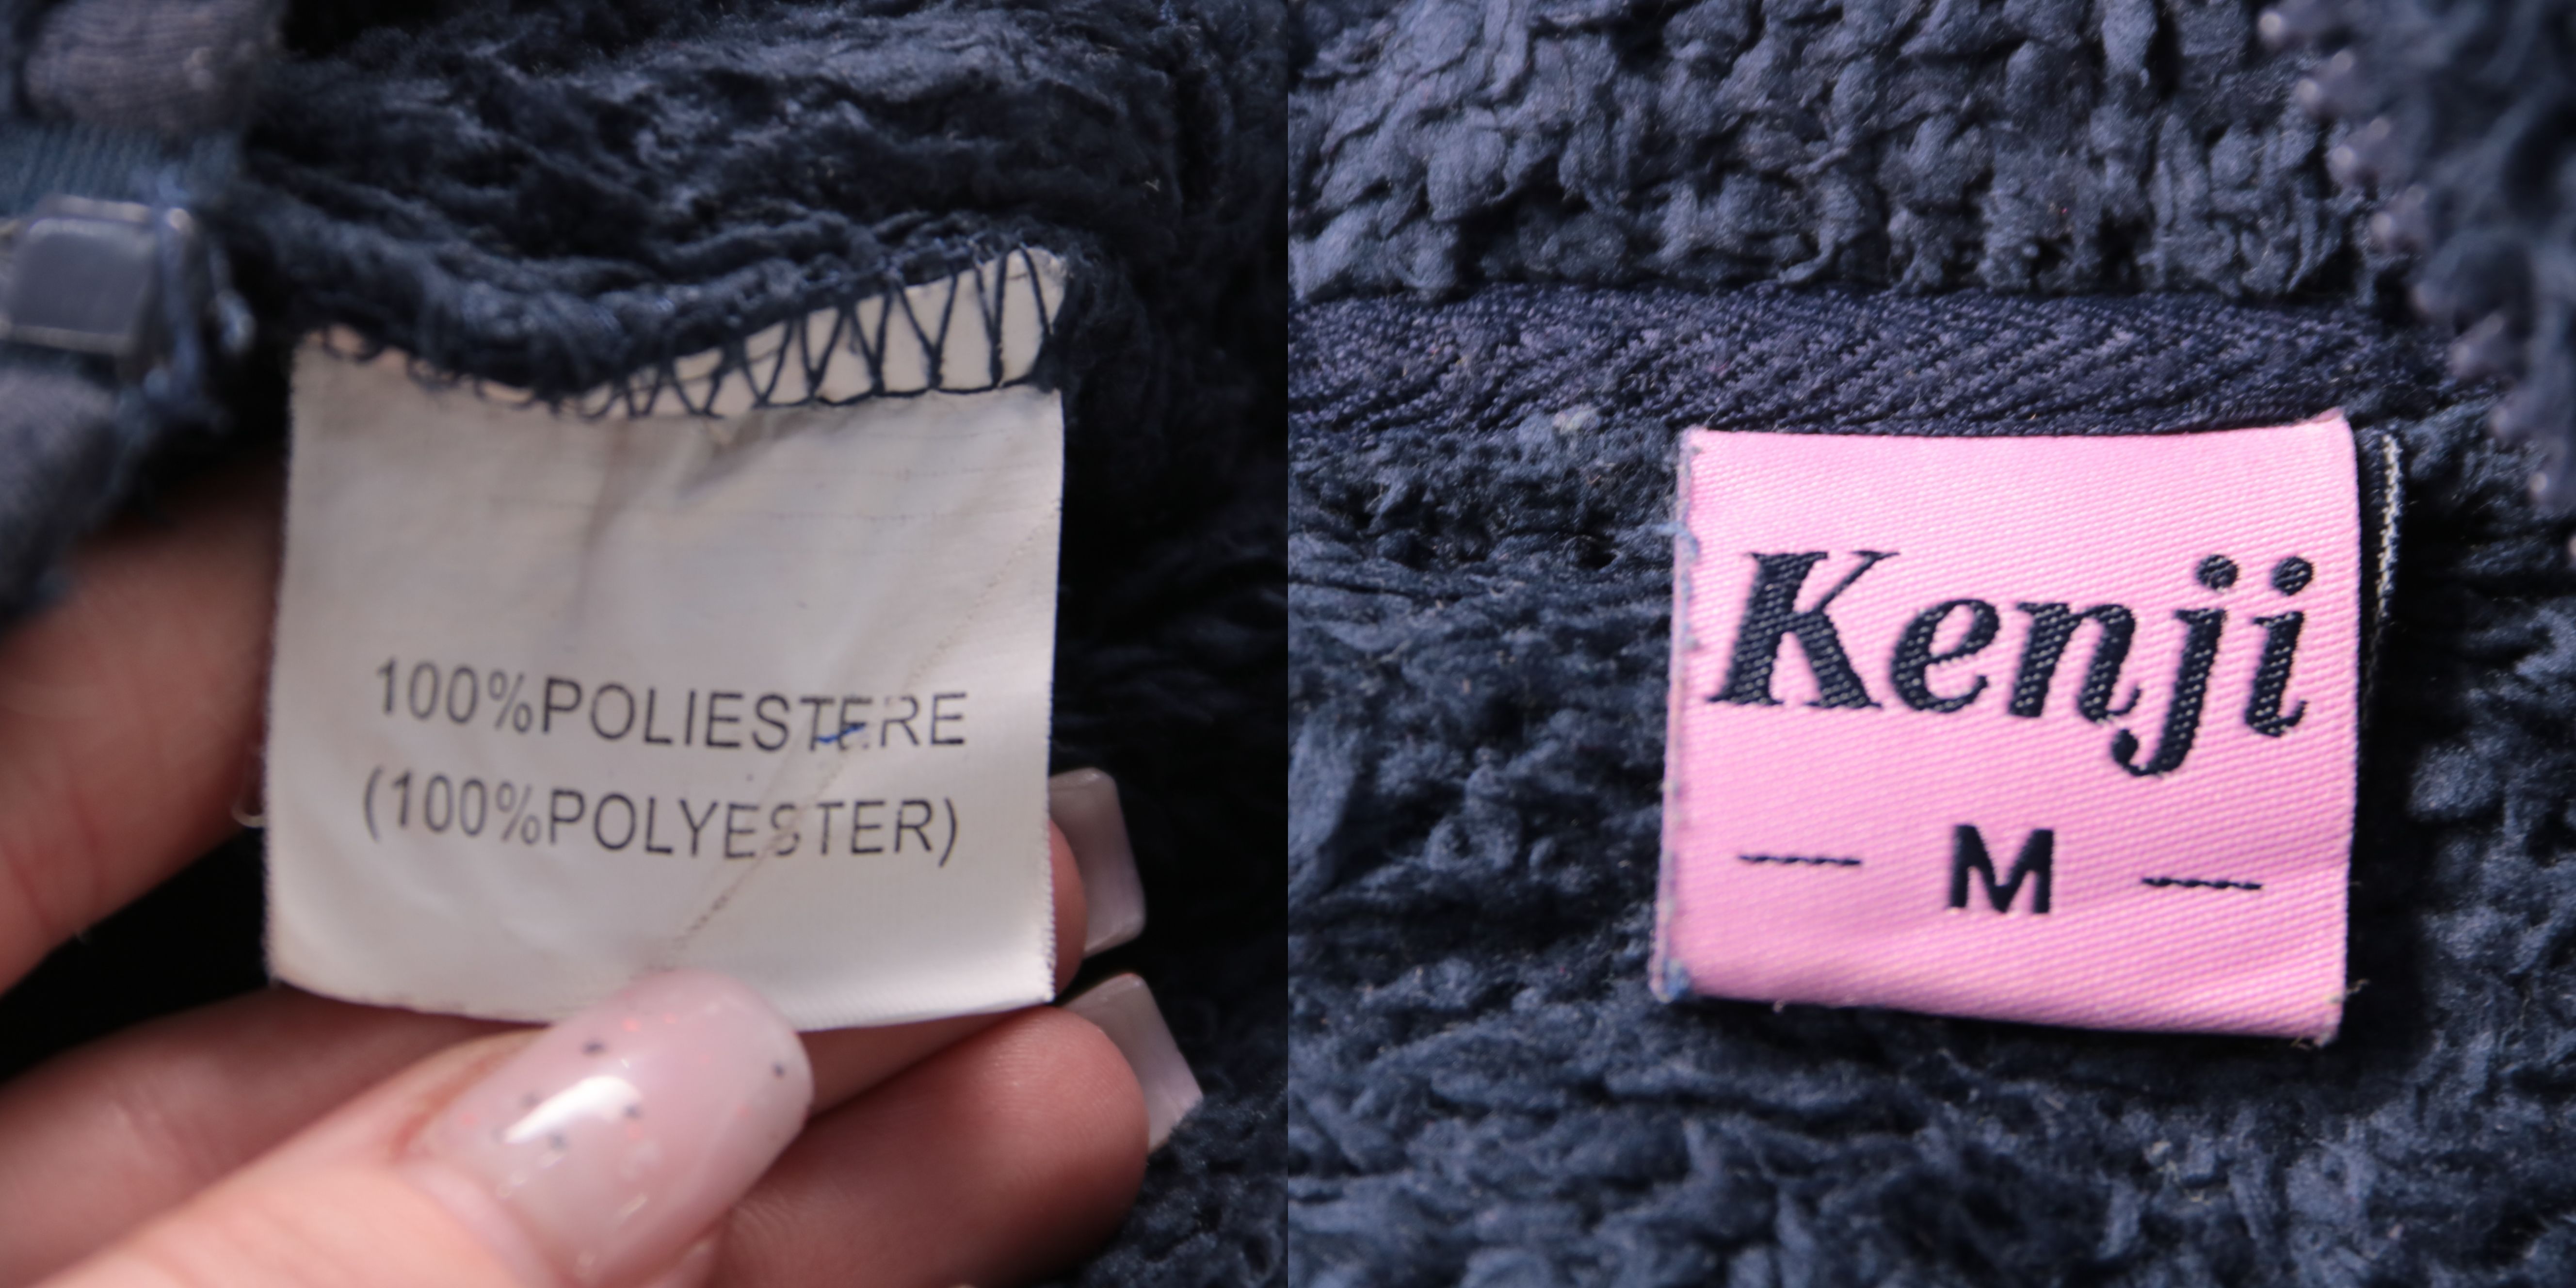 100%POLIESTERE
(100%POLYESTER)
Kenji
— M —